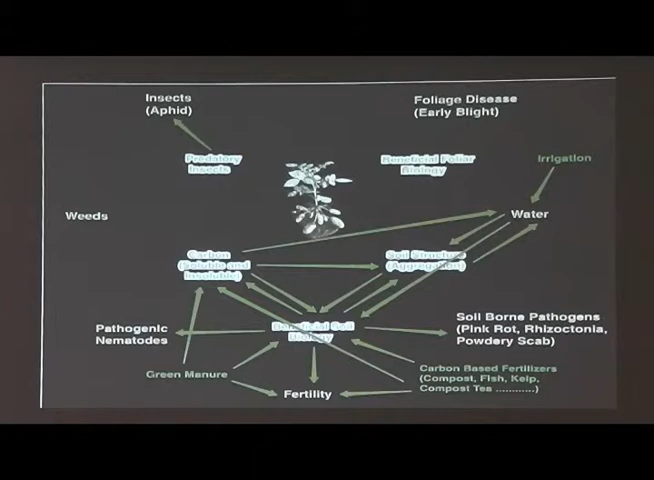 Insects
(Aphid)
Foliage Disease
(Early Blight)
Predatory
Insects
Beneficial Foliar
Biology
Irrigation
Weeds
Water
Carbon
(Soluble and
Insoluble)
Soil Structure
(Aggregation)
Pathogenic
Nematodes
Beneficial Soil
Biology
Soil Borne Pathogens
(Pink Rot, Rhizoctonia,
Powdery Scab)
Green Manure
Carbon Based Fertilizers
(Compost, Fish, Kelp,
Compost Tea ...........)
Fertility